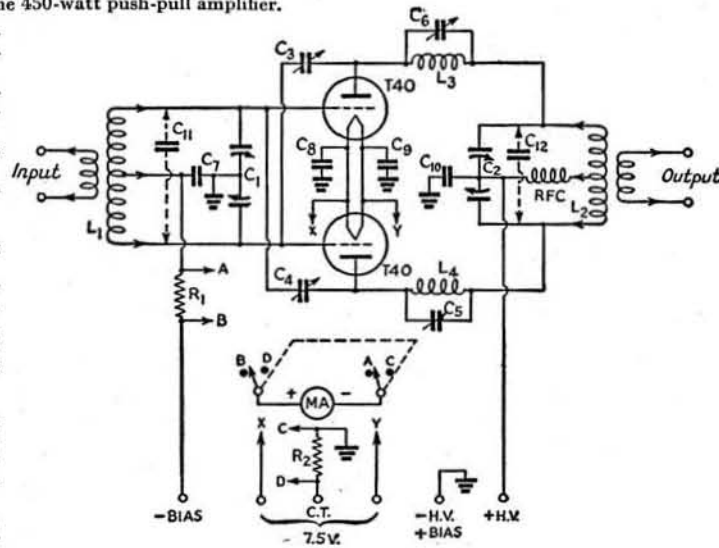 ne 450-watt push-pull amplifier.
C6
C3
L3
T40
C11
C8
C9
C12
C7
C1
C10
C2
Input
RFC
Output
L1
X
Y
L2
A
T40
C4
L4
R1
B
C5
B
D
A
C
+
MA
-
X
C
Y
R2
D
-BIAS
C.T.
-H.V.
+H.V.
+BIAS
7.5V.